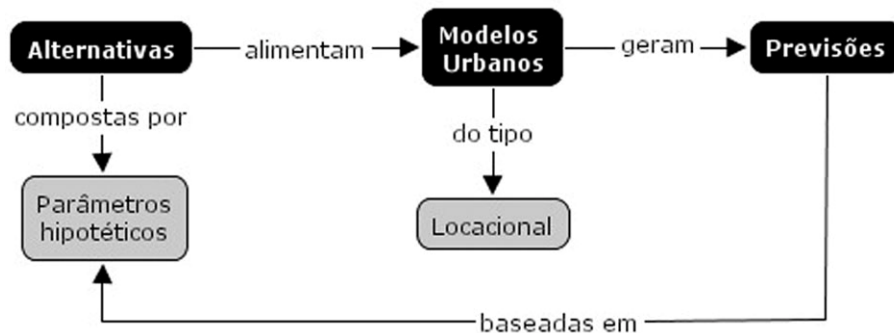 Alternativas
alimentam
Modelos
Urbanos
geram
Previsões
compostas por
do tipo
Parâmetros
hipotéticos
Locacional
baseadas em